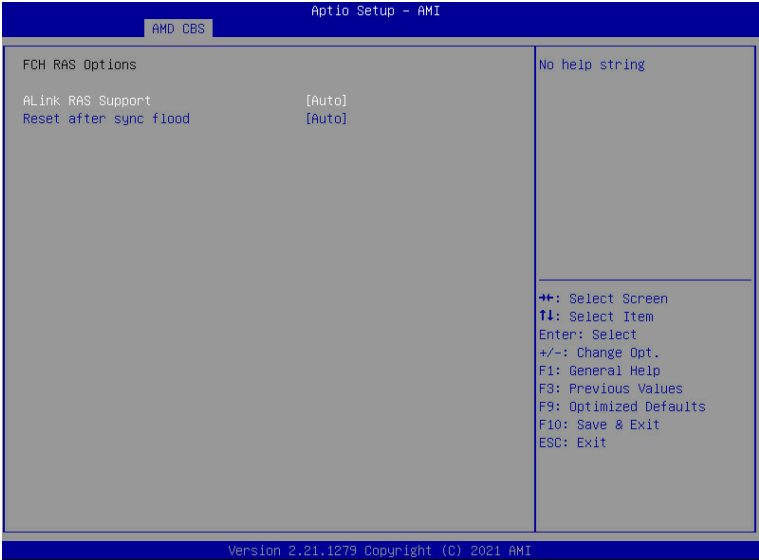 Aptio Setup – AMI
AMD CBS
FCH RAS Options
ALink RAS Support [Auto]
Reset after sync flood [Auto]
No help string
→←: Select Screen
↑↓: Select Item
Enter: Select
+/-: Change Opt.
F1: General Help
F3: Previous Values
F9: Optimized Defaults
F10: Save & Exit
ESC: Exit
Version 2.21.1279 Copyright (C) 2021 AMI